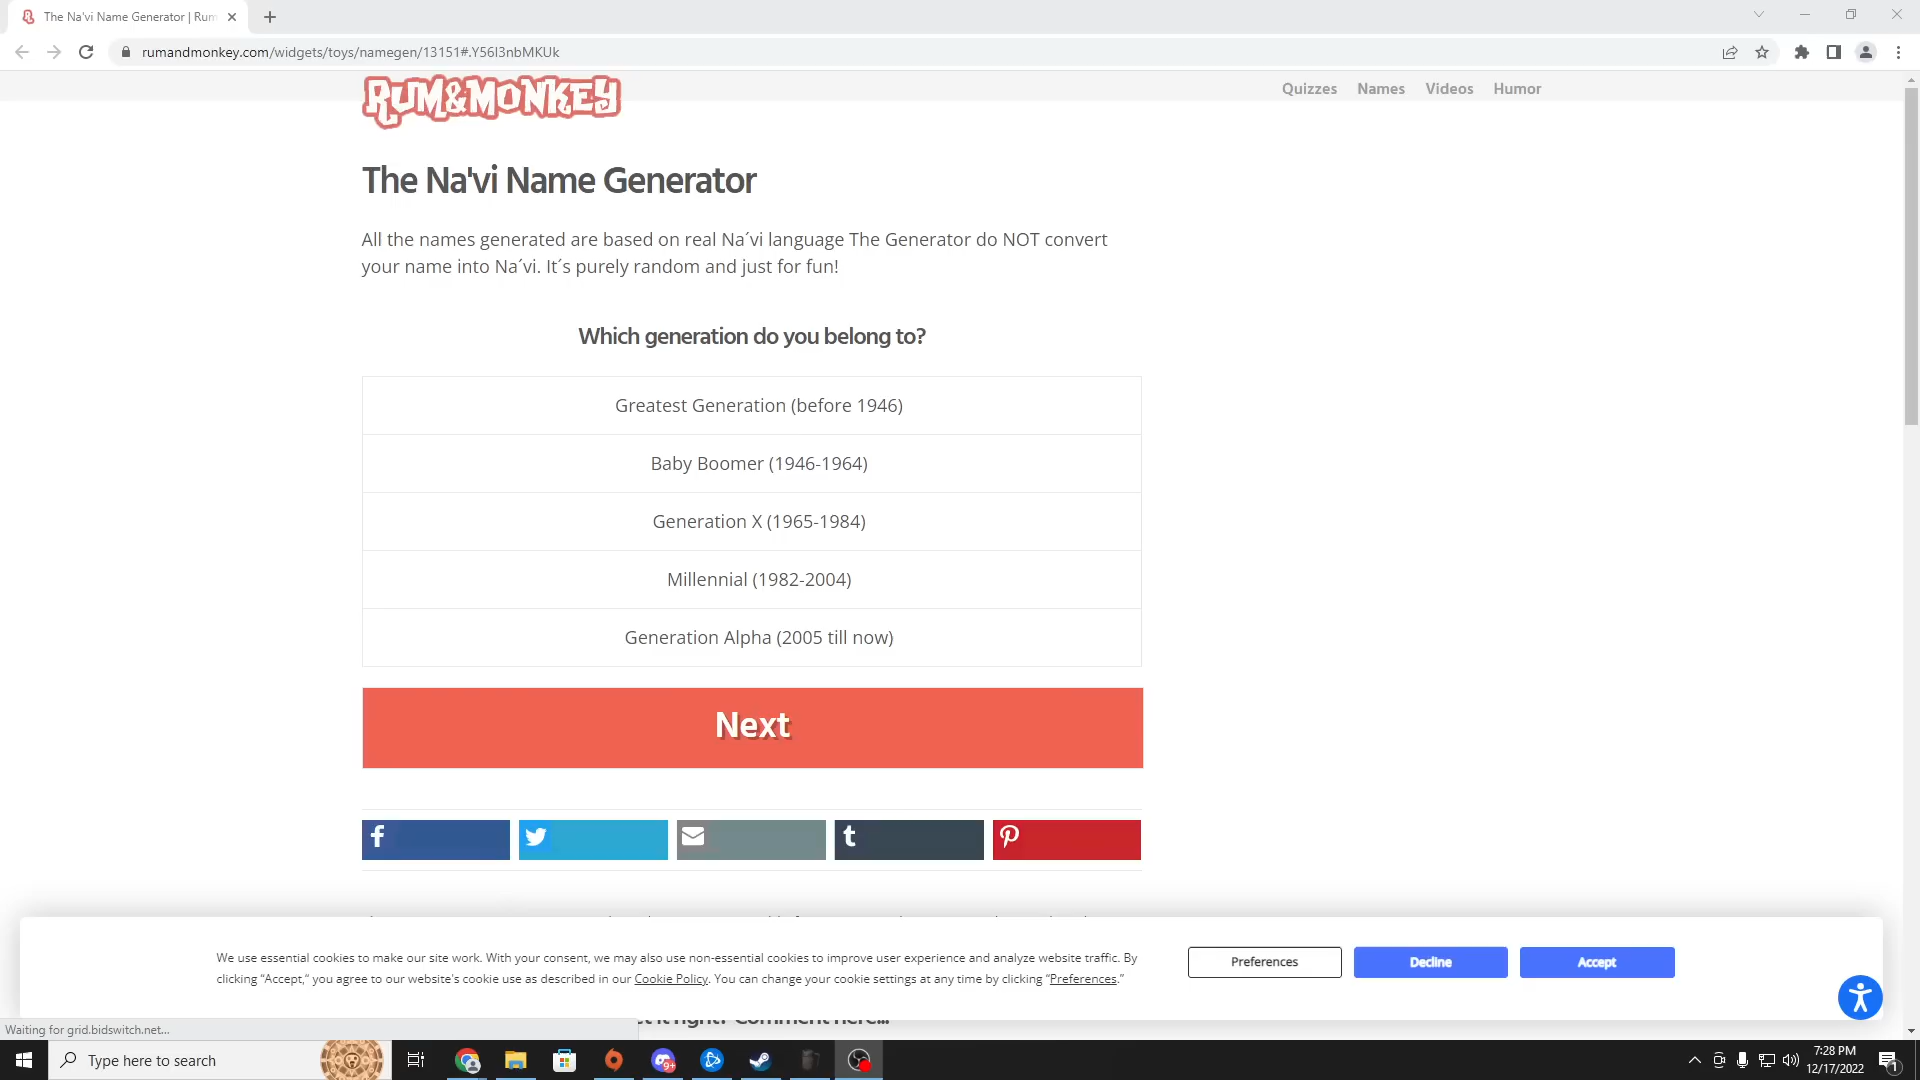 The Na'vi Name Generator | Rum
rumandmonkey.com/widgets/toys/namegen/13151#.Y56I3nbMKUk
RUM&MONKEY
Quizzes Names Videos Humor
The Na'vi Name Generator
All the names generated are based on real Na´vi language The Generator do NOT convert
your name into Na´vi. It´s purely random and just for fun!
Which generation do you belong to?
Greatest Generation (before 1946)
Baby Boomer (1946-1964)
Generation X (1965-1984)
Millennial (1982-2004)
Generation Alpha (2005 till now)
Next
We use essential cookies to make our site work. With your consent, we may also use non-essential cookies to improve user experience and analyze website traffic. By
clicking “Accept,“ you agree to our website's cookie use as described in our Cookie Policy. You can change your cookie settings at any time by clicking “Preferences.”
Preferences
Decline
Accept
Waiting for grid.bidswitch.net...
it right? Comment here...
Type here to search
9+
7:28 PM
12/17/2022
1